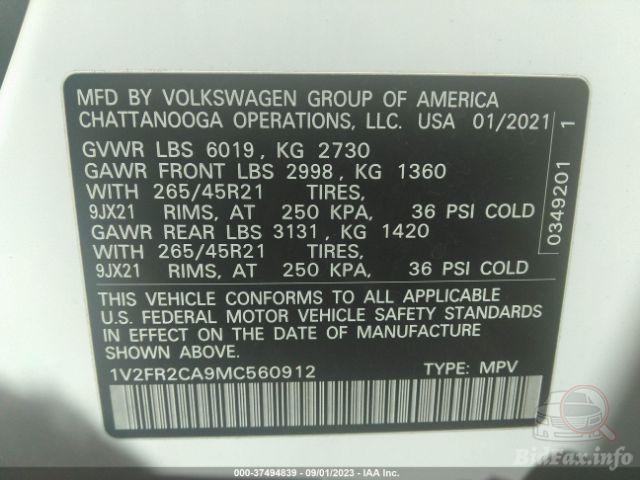 MFD BY VOLKSWAGEN GROUP OF AMERICA
CHATTANOOGA OPERATIONS, LLC. USA 01/2021
GVWR LBS 6019, KG 2730
GAWR FRONT LBS 2998, KG 1360
WITH 265/45R21 TIRES,
9JX21 RIMS, AT 250 KPA, 36 PSI COLD
GAWR REAR LBS 3131, KG 1420
WITH 265/45R21 TIRES,
9JX21 RIMS, AT 250 KPA, 36 PSI COLD
THIS VEHICLE CONFORMS TO ALL APPLICABLE
U.S. FEDERAL MOTOR VEHICLE SAFETY STANDARDS
IN EFFECT ON THE DATE OF MANUFACTURE
SHOWN ABOVE.
1V2FR2CA9MC560912 TYPE: MPV
0349201 1
BidFax.info
000-37494839 - 09/01/2023 - IAA Inc.